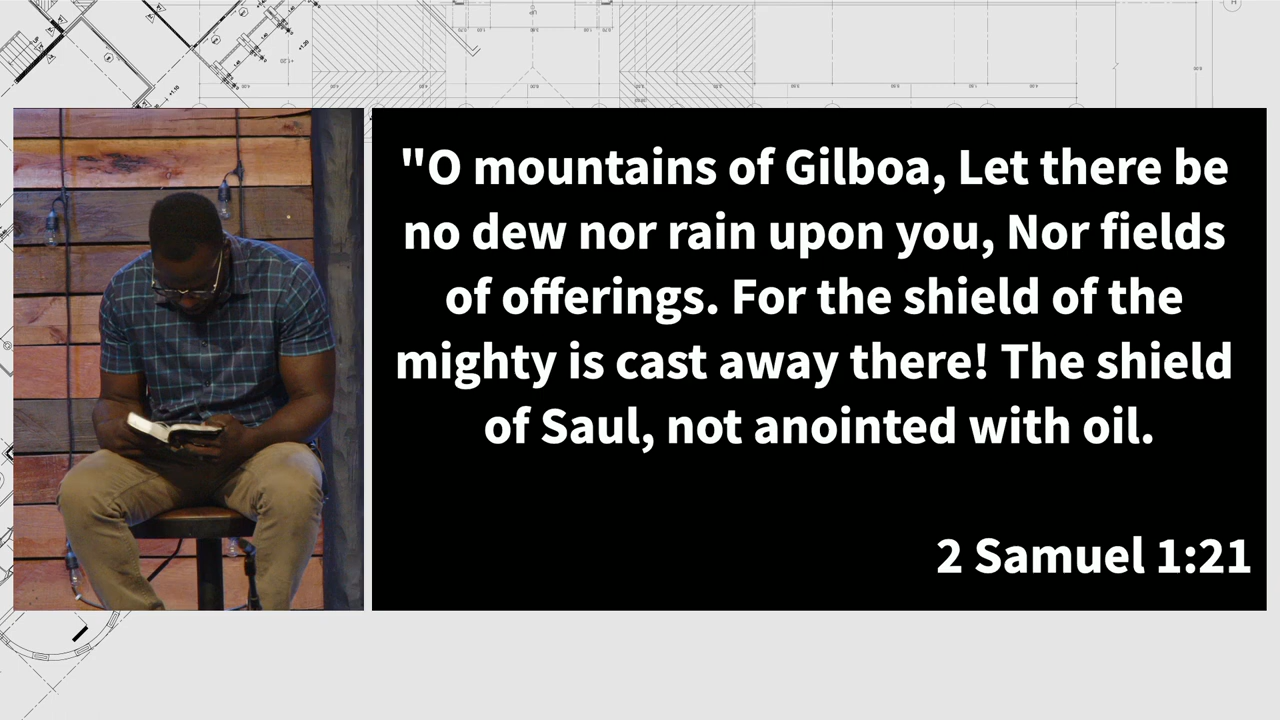 "O mountains of Gilboa, Let there be
no dew nor rain upon you, Nor fields
of offerings. For the shield of the
mighty is cast away there! The shield
of Saul, not anointed with oil.
2 Samuel 1:21